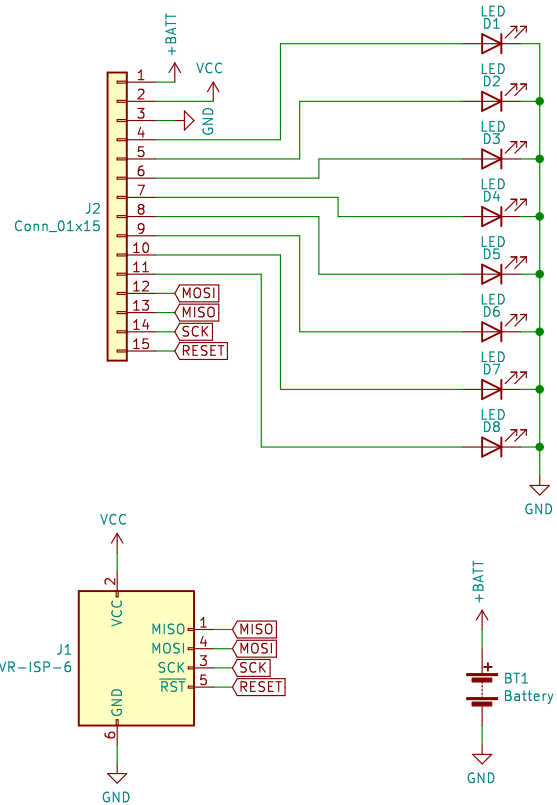 LED
D1
+BATT
VCC
1
2
3
GND
4
5
6
7
8
9
10
11
12
MOSI
13
MISO
14
SCK
15
RESET
J2
Conn_01x15
LED
D2
LED
D3
LED
D4
LED
D5
LED
D6
LED
D7
LED
D8
GND
VCC
2
VCC
J1
VR-ISP-6
MISO 1 MISO
MOSI 4 MOSI
SCK 3 SCK
RST 5 RESET
GND
6
GND
+BATT
+
BT1
Battery
GND